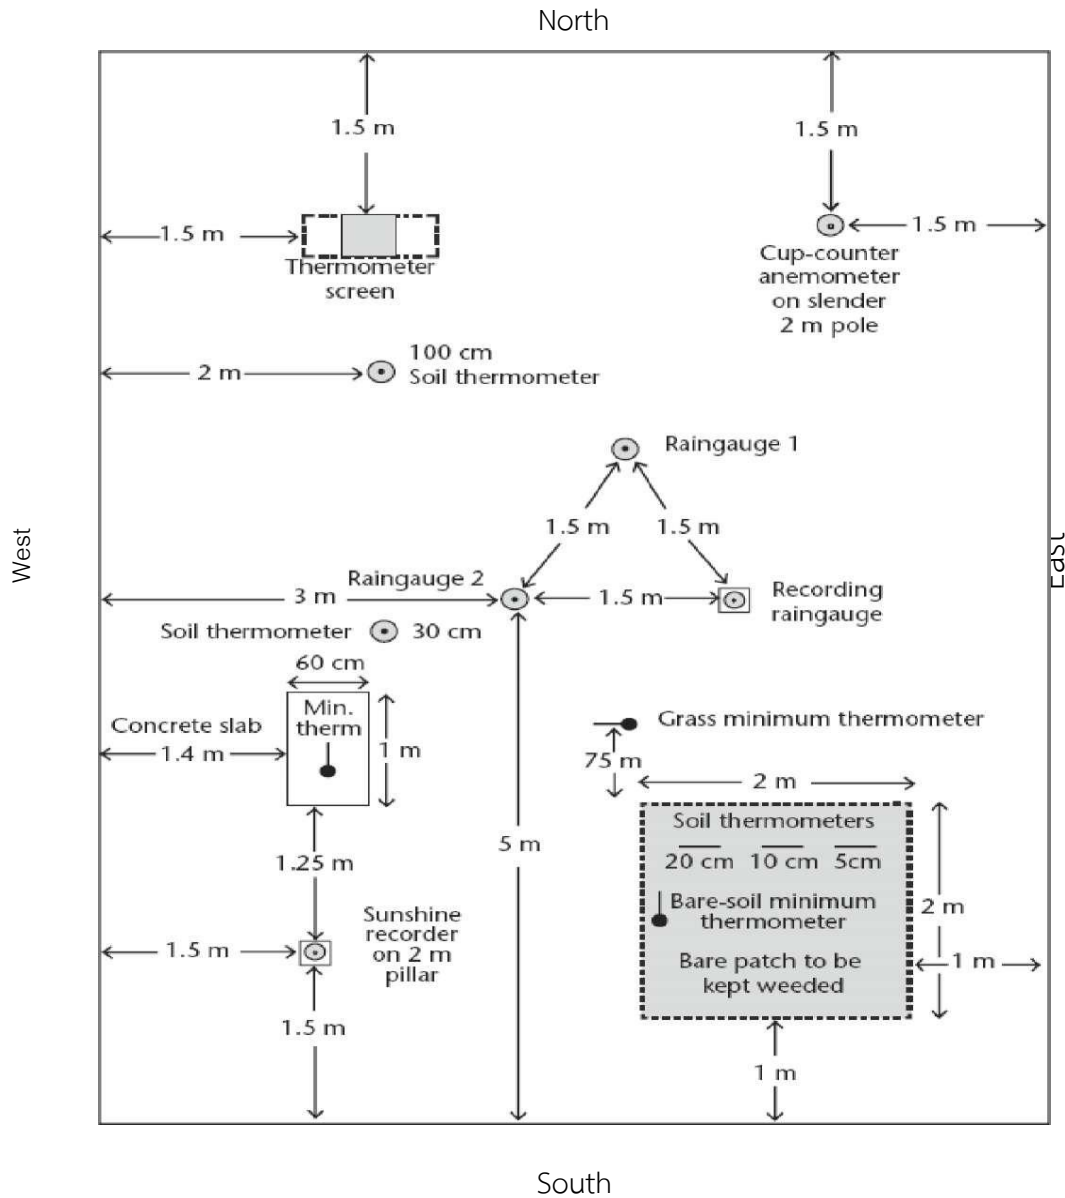 North
1.5 m
1.5 m
1.5 m
1.5 m
Thermometer
screen
Cup-counter
anemometer
on slender
2 m pole
100 cm
2 m
Soil thermometer
Raingauge 1
1.5 m
1.5 m
West
East
Raingauge 2
3 m
1.5 m
Recording
raingauge
Soil thermometer
30 cm
60 cm
Min.
therm
Concrete slab
1.4 m
1 m
Grass minimum thermometer
75 m
2 m
Soil thermometers
20 cm 10 cm 5cm
5 m
1.25 m
Bare-soil minimum
thermometer
2 m
Sunshine
recorder
on 2 m
pillar
1.5 m
Bare patch to be
kept weeded
1 m
1.5 m
1 m
South